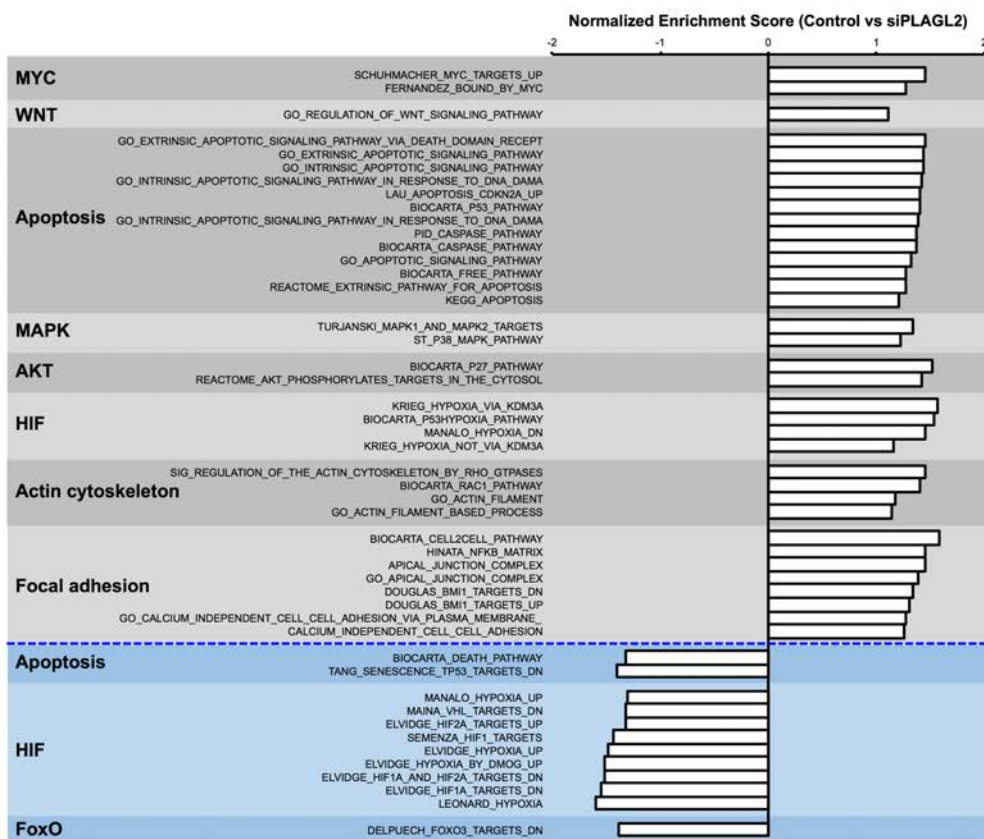 Normalized Enrichment Score (Control vs siPLAGL2)
-2 -1 0 1 2
MYC
SCHUHMACHER_MYC_TARGETS_UP
FERNANDEZ_BOUND_BY_MYC
WNT
GO_REGULATION_OF_WNT_SIGNALING_PATHWAY
Apoptosis
GO_EXTRINSIC_APOPTOTIC_SIGNALING_PATHWAY_VIA_DEATH_DOMAIN_RECEPT
GO_EXTRINSIC_APOPTOTIC_SIGNALING_PATHWAY
GO_INTRINSIC_APOPTOTIC_SIGNALING_PATHWAY
GO_INTRINSIC_APOPTOTIC_SIGNALING_PATHWAY_IN_RESPONSE_TO_DNA_DAMA
LAU_APOPTOSIS_CDKN2A_UP
BIOCARTA_P53_PATHWAY
GO_INTRINSIC_APOPTOTIC_SIGNALING_PATHWAY_IN_RESPONSE_TO_DNA_DAMA
PID_CASPASE_PATHWAY
BIOCARTA_CASPASE_PATHWAY
GO_APOPTOTIC_SIGNALING_PATHWAY
BIOCARTA_FREE_PATHWAY
REACTOME_EXTRINSIC_PATHWAY_FOR_APOPTOSIS
KEGG_APOPTOSIS
MAPK
TURJANSKI_MAPK1_AND_MAPK2_TARGETS
ST_P38_MAPK_PATHWAY
AKT
BIOCARTA_P27_PATHWAY
REACTOME_AKT_PHOSPHORYLATES_TARGETS_IN_THE_CYTOSOL
HIF
KRIEG_HYPOXIA_VIA_KDM3A
BIOCARTA_P53HYPOXIA_PATHWAY
MANALO_HYPOXIA_DN
KRIEG_HYPOXIA_NOT_VIA_KDM3A
Actin cytoskeleton
SIG_REGULATION_OF_THE_ACTIN_CYTOSKELETON_BY_RHO_GTPASES
BIOCARTA_RAC1_PATHWAY
GO_ACTIN_FILAMENT
GO_ACTIN_FILAMENT_BASED_PROCESS
Focal adhesion
BIOCARTA_CELL2CELL_PATHWAY
HINATA_NFKB_MATRIX
APICAL_JUNCTION_COMPLEX
GO_APICAL_JUNCTION_COMPLEX
DOUGLAS_BMI1_TARGETS_DN
DOUGLAS_BMI1_TARGETS_UP
GO_CALCIUM_INDEPENDENT_CELL_CELL_ADHESION_VIA_PLASMA_MEMBRANE_
CALCIUM_INDEPENDENT_CELL_CELL_ADHESION
Apoptosis
BIOCARTA_DEATH_PATHWAY
TANG_SENESCENCE_TP53_TARGETS_DN
HIF
MANALO_HYPOXIA_UP
MAINA_VHL_TARGETS_DN
ELVIDGE_HIF2A_TARGETS_UP
SEMENZA_HIF1_TARGETS
ELVIDGE_HYPOXIA_UP
ELVIDGE_HYPOXIA_BY_DMOG_UP
ELVIDGE_HIF1A_AND_HIF2A_TARGETS_DN
ELVIDGE_HIF1A_TARGETS_DN
LEONARD_HYPOXIA
FoxO
DELPUECH_FOXO3_TARGETS_DN